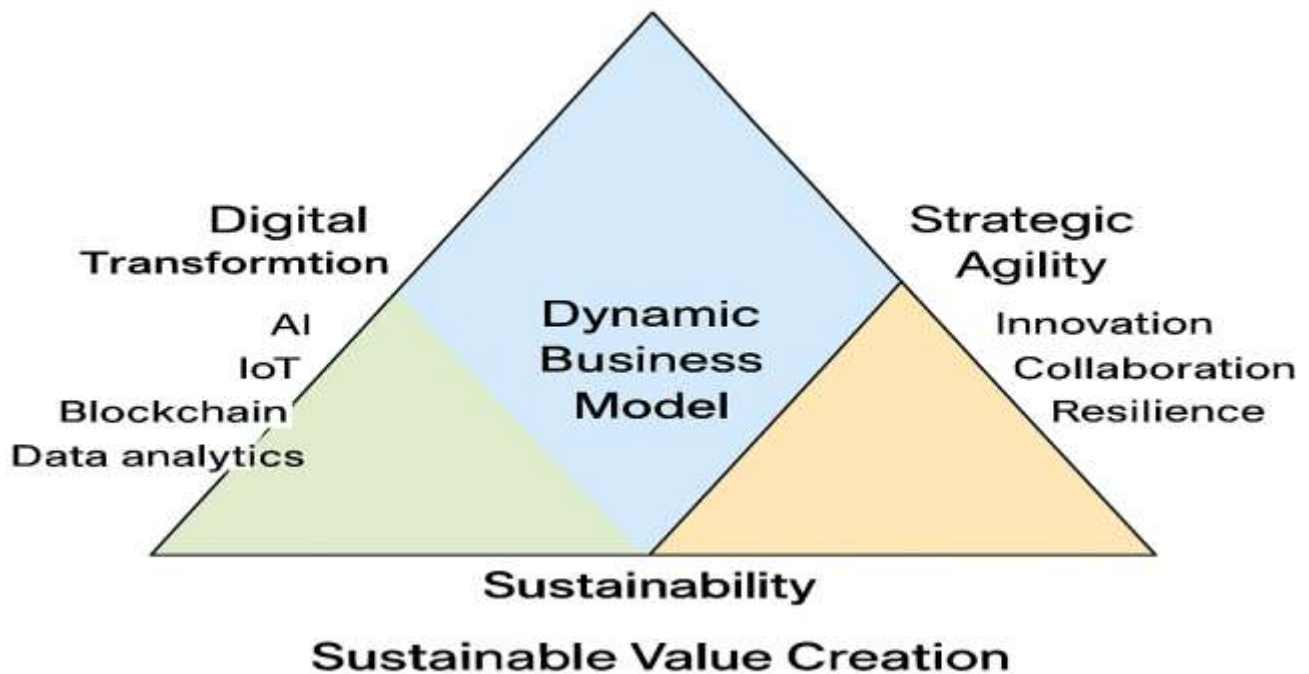 Digital
Transformtion
AI
IoT
Blockchain
Data analytics
Dynamic
Business
Model
Strategic
Agility
Innovation
Collaboration
Resilience
Sustainability
Sustainable Value Creation